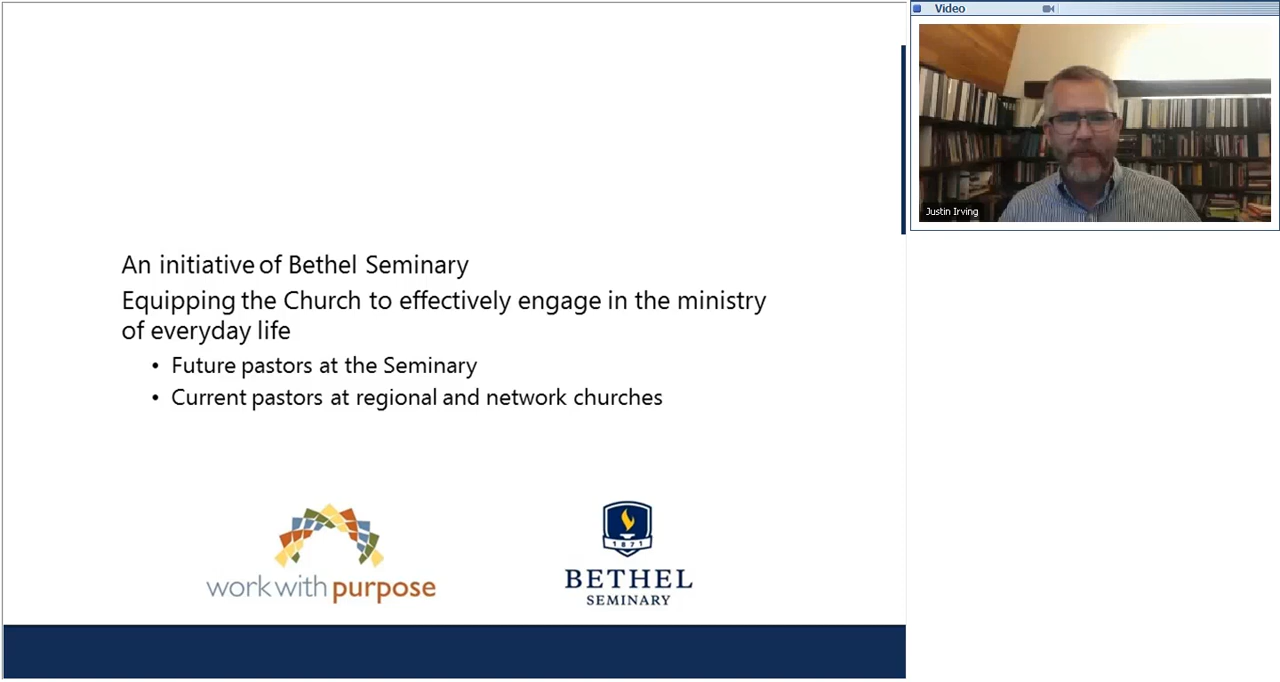 Video
Justin Irving
An initiative of Bethel Seminary
Equipping the Church to effectively engage in the ministry
of everyday life
• Future pastors at the Seminary
• Current pastors at regional and network churches
work with purpose
1871
BETHEL
SEMINARY